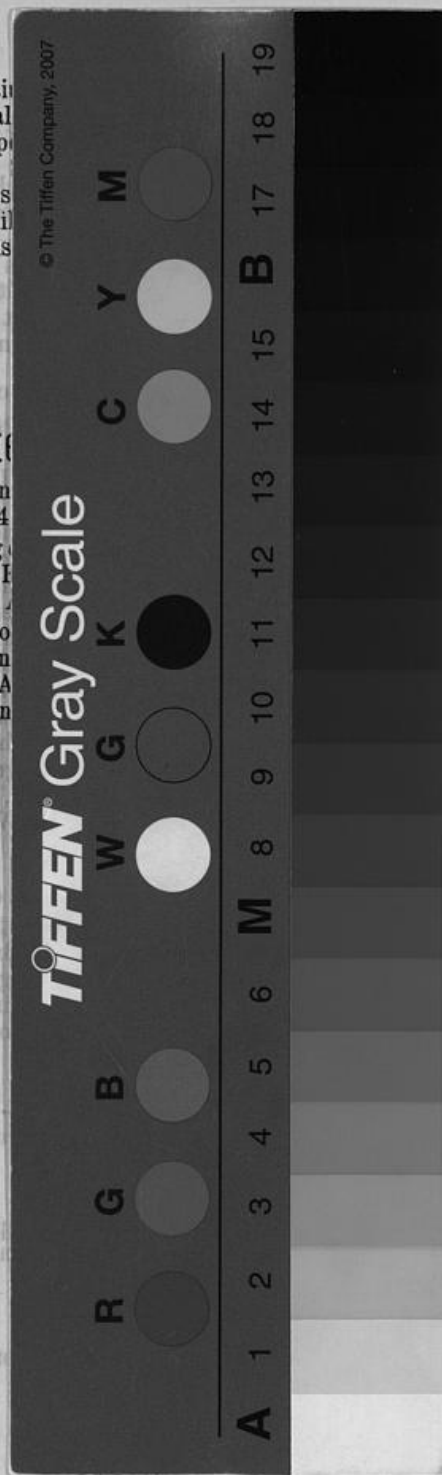 TIFFEN® Gray Scale
© The Tiffen Company, 2007
R G B W G K C Y M
A 1 2 3 4 5 6 M 8 9 10 11 12 13 14 15 B 17 18 19